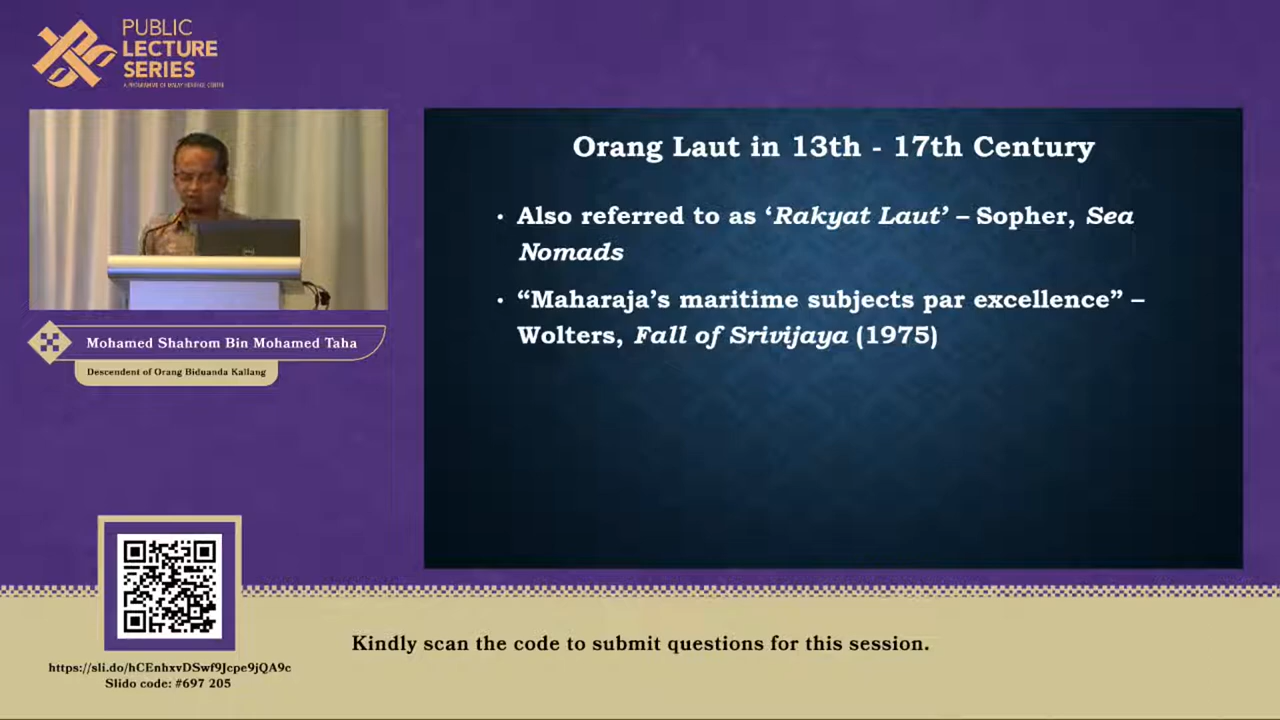 PUBLIC
LECTURE
SERIES
A PROGRAMME OF MALAY HERITAGE CENTRE
Orang Laut in 13th - 17th Century
• Also referred to as ‘Rakyat Laut’ – Sopher, Sea
Nomads
• “Maharaja’s maritime subjects par excellence” –
Wolters, Fall of Srivijaya (1975)
Mohamed Shahrom Bin Mohamed Taha
Descendent of Orang Biduanda Kallang
Kindly scan the code to submit questions for this session.
https://sli.do/hCEnhxvDSwf9Jcpe9jQA9c
Slido code: #697 205